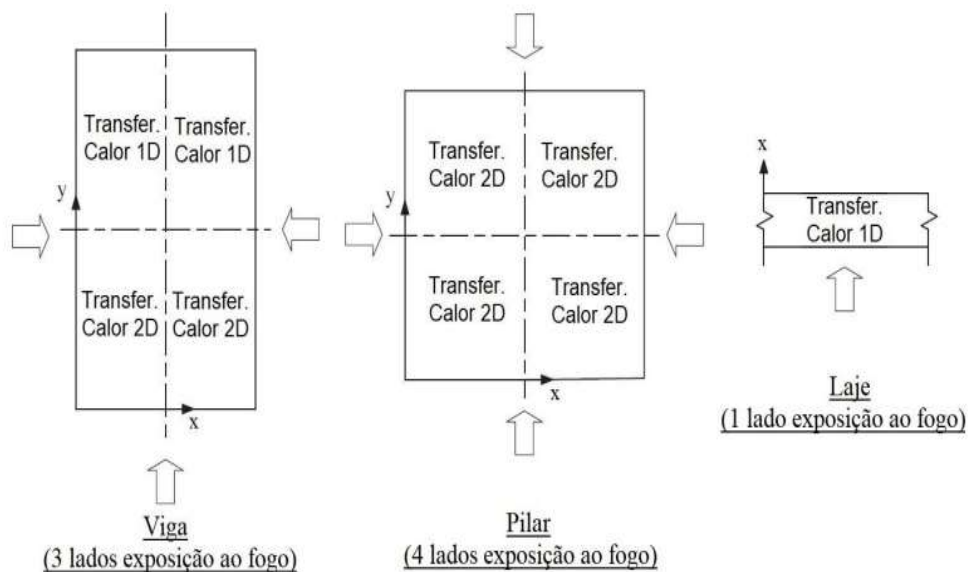 Transfer.
Calor 1D
Transfer.
Calor 1D
y
Transfer.
Calor 2D
Transfer.
Calor 2D
x
Viga
(3 lados exposição ao fogo)
Transfer.
Calor 2D
Transfer.
Calor 2D
y
Transfer.
Calor 2D
Transfer.
Calor 2D
x
Pilar
(4 lados exposição ao fogo)
x
Transfer.
Calor 1D
Laje
(1 lado exposição ao fogo)